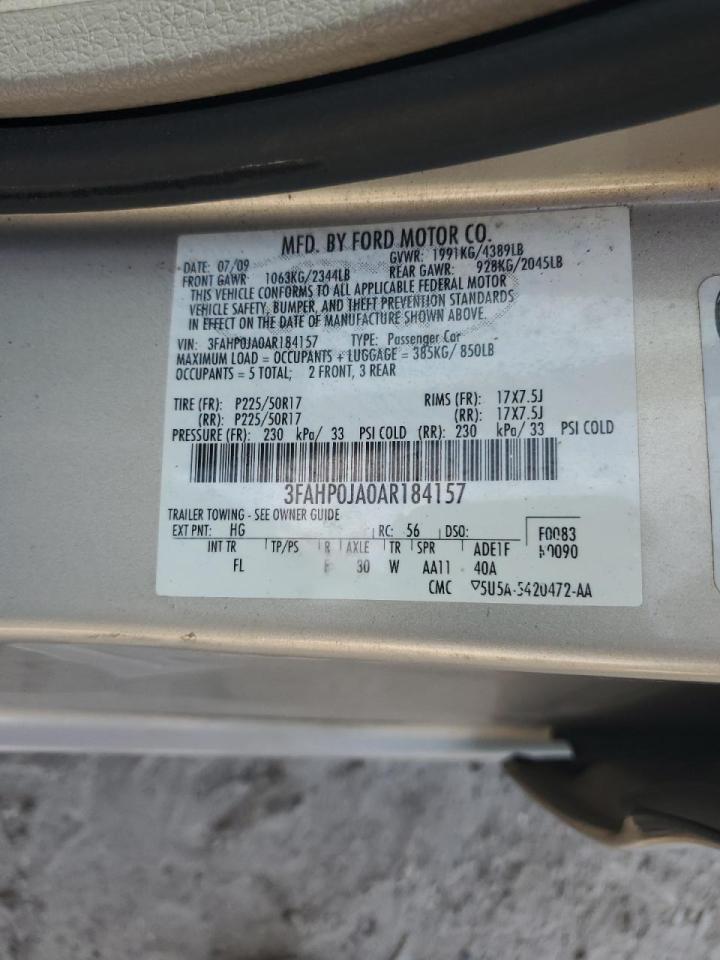 MFD. BY FORD MOTOR CO.
DATE: 07/09 GVWR: 1991KG/4389LB
FRONT GAWR: 1063KG/2344LB REAR GAWR: 928KG/2045LB
THIS VEHICLE CONFORMS TO ALL APPLICABLE FEDERAL MOTOR
VEHICLE SAFETY, BUMPER, AND THEFT PREVENTION STANDARDS
IN EFFECT ON THE DATE OF MANUFACTURE SHOWN ABOVE.
VIN: 3FAHP0JA0AR184157 TYPE: Passenger Car
MAXIMUM LOAD = OCCUPANTS + LUGGAGE = 385KG/ 850LB
OCCUPANTS = 5 TOTAL; 2 FRONT, 3 REAR
TIRE (FR): P225/50R17 RIMS (FR): 17X7.5J
(RR): P225/50R17 (RR): 17X7.5J
PRESSURE (FR): 230 kPa/ 33 PSI COLD (RR): 230 kPa/ 33 PSI COLD
3FAHP0JA0AR184157
TRAILER TOWING - SEE OWNER GUIDE
EXT PNT: HG RC: 56 DSO: F0083
INT TR TP/PS R AXLE TR SPR ADE1F
FL 30 W AA11 40A
CMC ▽5U5A-5420472-AA